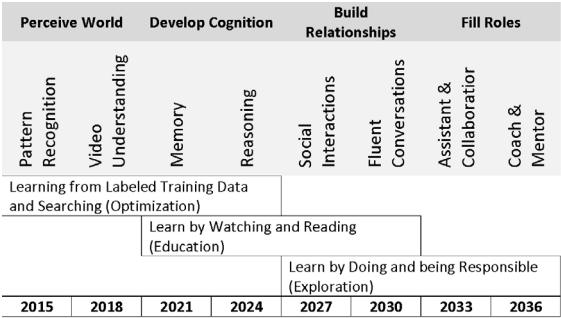 Perceive World
Develop Cognition
Build
Relationships
Fill Roles
Pattern
Recognition
Video
Understanding
Memory
Reasoning
Social
Interactions
Fluent
Conversations
Assistant &
Collaboratior
Coach &
Mentor
Learning from Labeled Training Data
and Searching (Optimization)
Learn by Watching and Reading
(Education)
Learn by Doing and being Responsible
(Exploration)
2015 2018 2021 2024 2027 2030 2033 2036